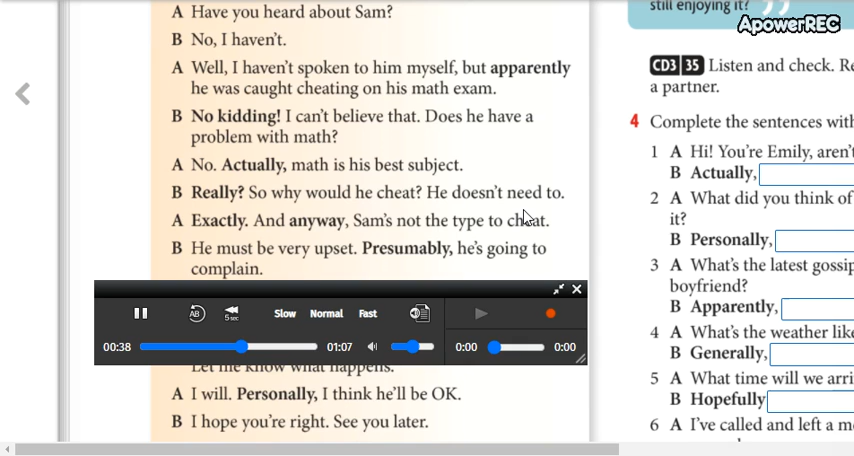 A Have you heard about Sam?
B No, I haven't.
A Well, I haven't spoken to him myself, but apparently
he was caught cheating on his math exam.
B No kidding! I can't believe that. Does he have a
problem with math?
A No. Actually, math is his best subject.
B Really? So why would he cheat? He doesn't need to.
A Exactly. And anyway, Sam's not the type to cheat.
B He must be very upset. Presumably, he's going to
complain.
AB
5 sec
Slow
Normal
Fast
00:38
01:07
0:00
0:00
Let me know what happens.
A I will. Personally, I think he'll be OK.
B I hope you're right. See you later.
still enjoying it?
ApowerREC
CD3 35 Listen and check.
a partner.
4 Complete the sentences with
1 A Hi! You're Emily, aren't
B Actually,
2 A What did you think of
it?
B Personally,
3 A What's the latest gossip
boyfriend?
B Apparently,
4 A What's the weather like
B Generally,
5 A What time will we
B Hopefully
6 A I've called and left a